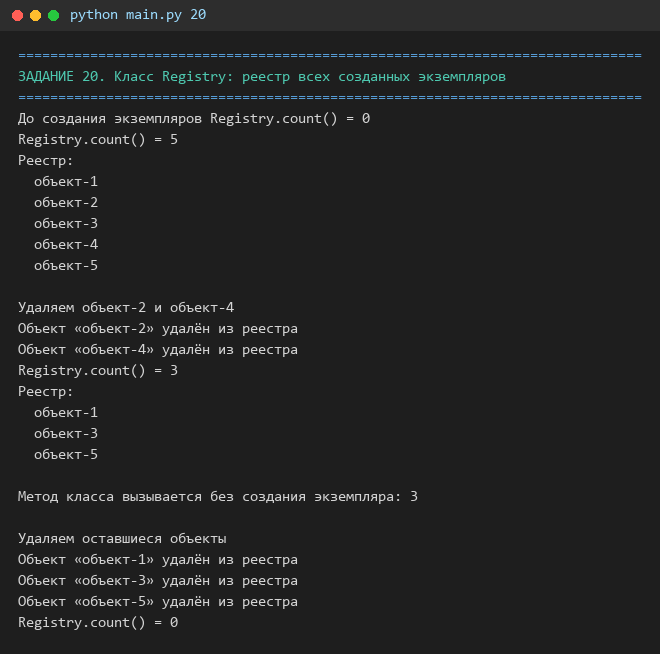 python main.py 20
==============================================================================
ЗАДАНИЕ 20. Класс Registry: реестр всех созданных экземпляров
==============================================================================
До создания экземпляров Registry.count() = 0
Registry.count() = 5
Реестр:
  объект-1
  объект-2
  объект-3
  объект-4
  объект-5

Удаляем объект-2 и объект-4
Объект «объект-2» удалён из реестра
Объект «объект-4» удалён из реестра
Registry.count() = 3
Реестр:
  объект-1
  объект-3
  объект-5

Метод класса вызывается без создания экземпляра: 3

Удаляем оставшиеся объекты
Объект «объект-1» удалён из реестра
Объект «объект-3» удалён из реестра
Объект «объект-5» удалён из реестра
Registry.count() = 0